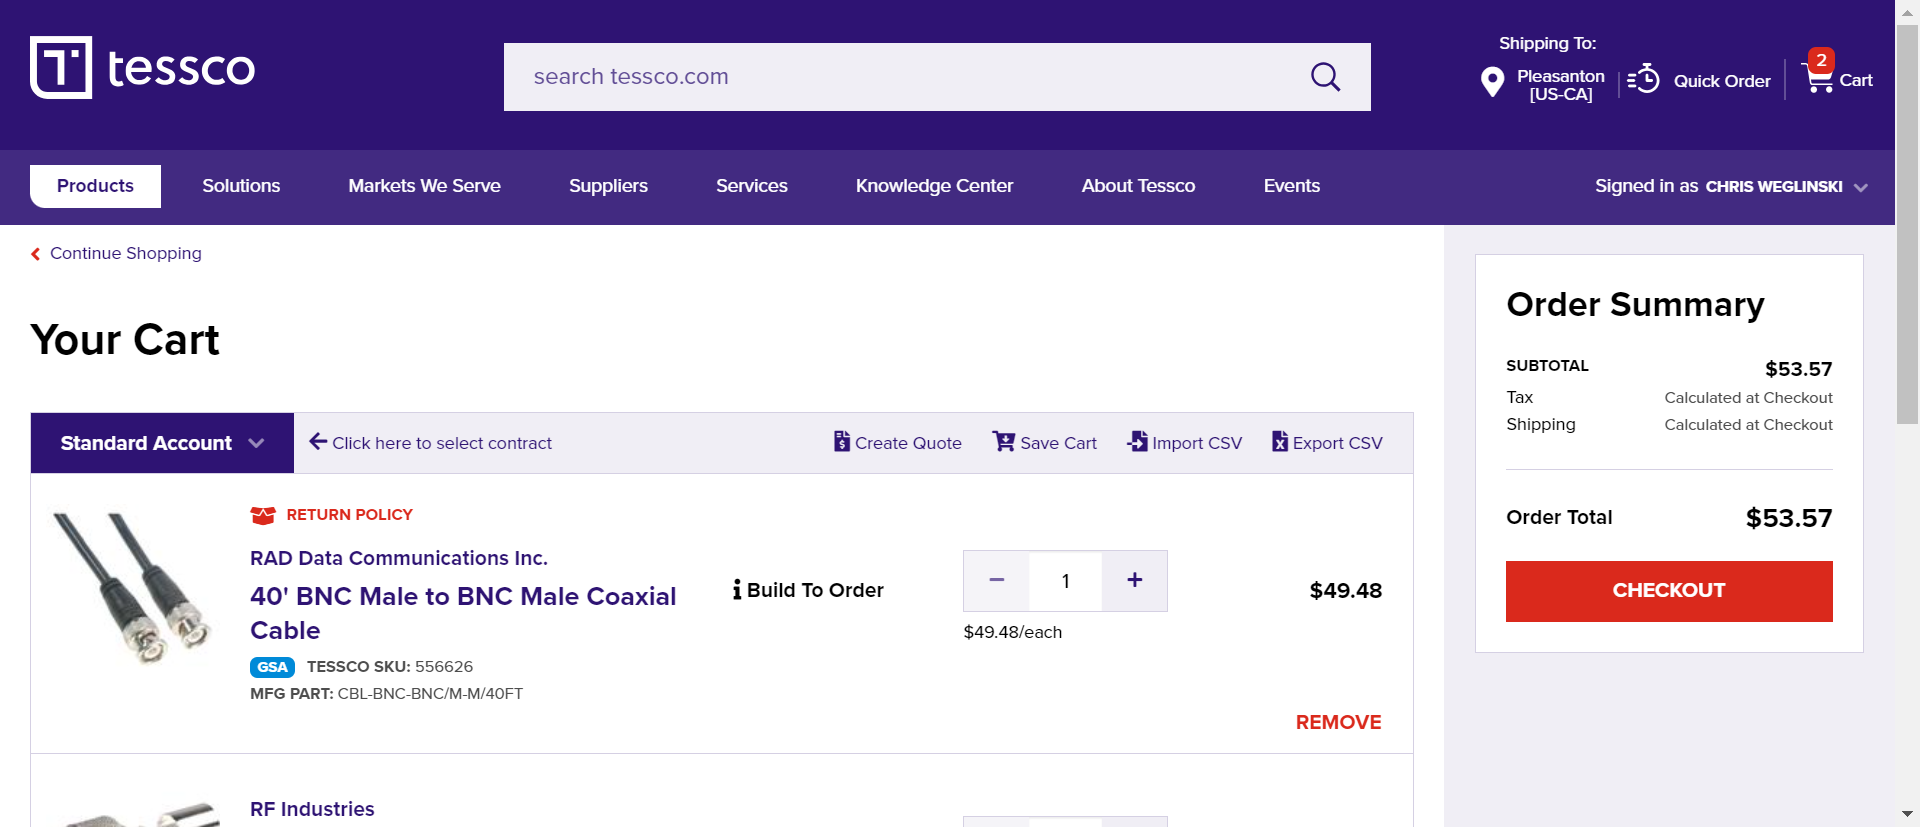 tessco
search tessco.com
Shipping To:
Pleasanton
[US-CA]
Quick Order
2
Cart
Products
Solutions
Markets We Serve
Suppliers
Services
Knowledge Center
About Tessco
Events
Signed in as CHRIS WEGLINSKI
Continue Shopping
Your Cart
Standard Account
Click here to select contract
Create Quote
Save Cart
Import CSV
Export CSV
RETURN POLICY
RAD Data Communications Inc.
40' BNC Male to BNC Male Coaxial
Cable
GSA TESSCO SKU: 556626
MFG PART: CBL-BNC-BNC/M-M/40FT
Build To Order
− 1 +
$49.48/each
$49.48
REMOVE
RF Industries
Order Summary
SUBTOTAL $53.57
Tax Calculated at Checkout
Shipping Calculated at Checkout
Order Total $53.57
CHECKOUT